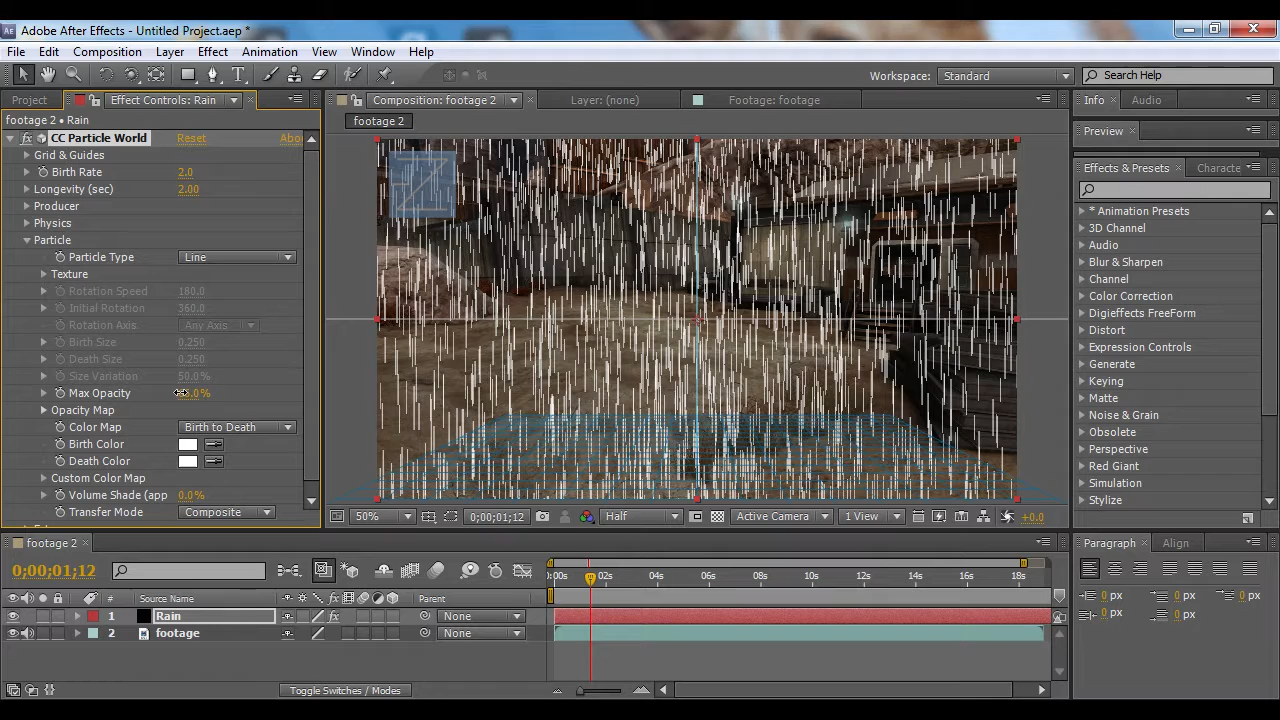 Adobe After Effects - Untitled Project.aep *
File Edit Composition Layer Effect Animation View Window Help
Workspace: Standard Search Help
Project Effect Controls: Rain Composition: footage 2 Layer: (none) Footage: footage Info Audio
footage 2 • Rain
footage 2
Preview
fx CC Particle World Reset Abo
Grid & Guides
Birth Rate 2.0
Longevity (sec) 2.00
Producer
Physics
Particle
Particle Type Line
Texture
Rotation Speed 180.0
Initial Rotation 360.0
Rotation Axis Any Axis
Birth Size 0.250
Death Size 0.250
Size Variation 50.0%
Max Opacity .0%
Opacity Map
Color Map Birth to Death
Birth Color
Death Color
Custom Color Map
Volume Shade (app 0.0%
Transfer Mode Composite
Effects & Presets Characte
* Animation Presets
3D Channel
Audio
Blur & Sharpen
Channel
Color Correction
Digieffects FreeForm
Distort
Expression Controls
Generate
Keying
Matte
Noise & Grain
Obsolete
Perspective
Red Giant
Simulation
Stylize
50% 0;00;01;12 Half Active Camera 1 View +0.0
footage 2
0;00;01;12
:00s 02s 04s 06s 08s 10s 12s 14s 16s 18s
# Source Name fx Parent
1 Rain fx None
2 footage None
Toggle Switches / Modes
Paragraph Align
0 px 0 px 0 px
0 px 0 px